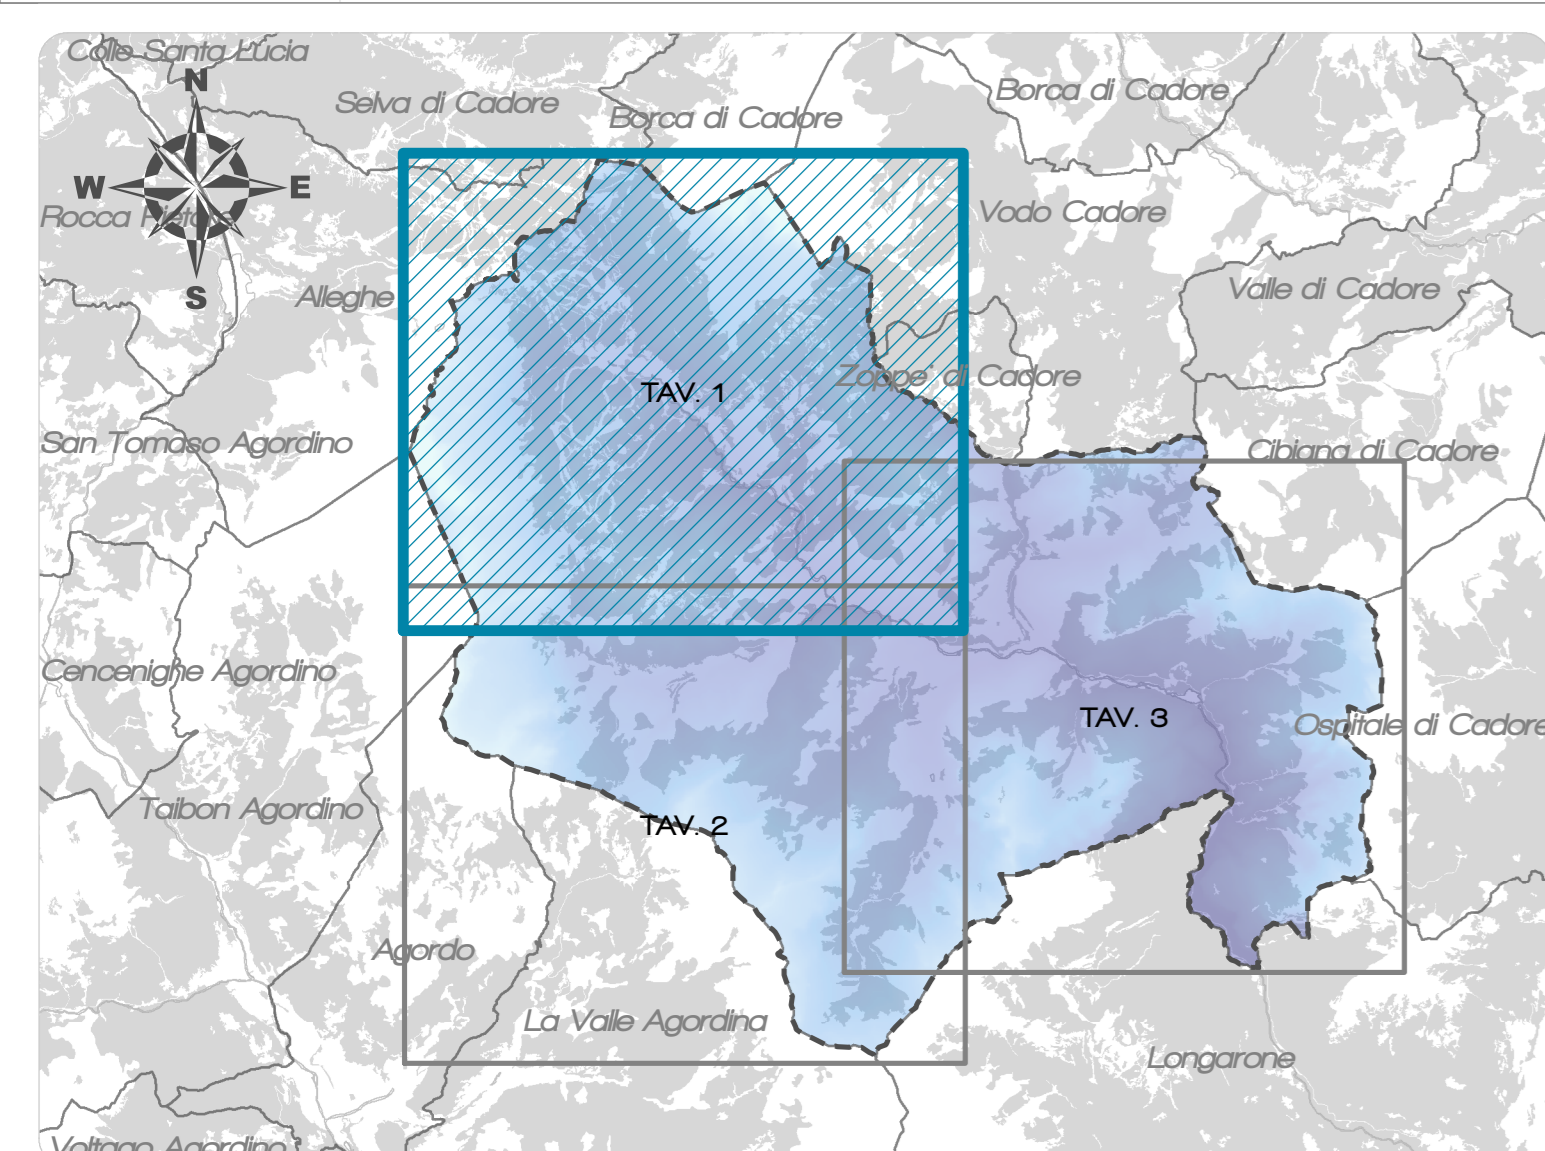 Colle Santa Lucia
N
Selva di Cadore
Borca di Cadore
Borca di Cadore
W
E
Rocca Pietore
Vodo Cadore
S
Alleghe
Valle di Cadore
Zoppe' di Cadore
TAV. 1
San Tomaso Agordino
Cibiana di Cadore
Cencenighe Agordino
TAV. 3
Ospitale di Cadore
Taibon Agordino
TAV. 2
Agordo
La Valle Agordina
Longarone
Voltago Agordino